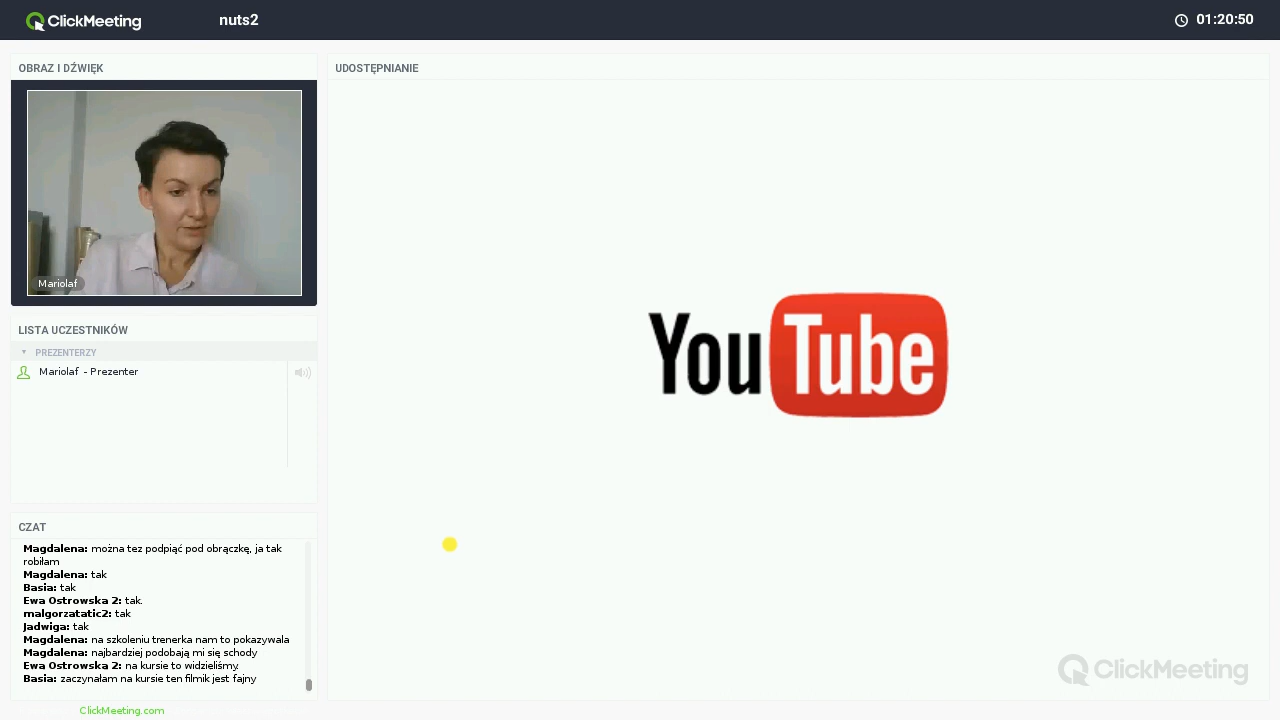 ClickMeeting
nuts2
01:20:50
OBRAZ I DŹWIĘK
Mariolaf
LISTA UCZESTNIKÓW
PREZENTERZY
Mariolaf - Prezenter
CZAT
Magdalena: można tez podpiąć pod obrączkę, ja tak
robiłam
Magdalena: tak
Basia: tak
Ewa Ostrowska 2: tak.
malgorzatatic2: tak
Jadwiga: tak
Magdalena: na szkoleniu trenerka nam to pokazywala
Magdalena: najbardziej podobają mi się schody
Ewa Ostrowska 2: na kursie to widzieliśmy.
Basia: zaczynałam na kursie ten filmik jest fajny
ClickMeeting.com
UDOSTĘPNIANIE
YouTube
ClickMeeting